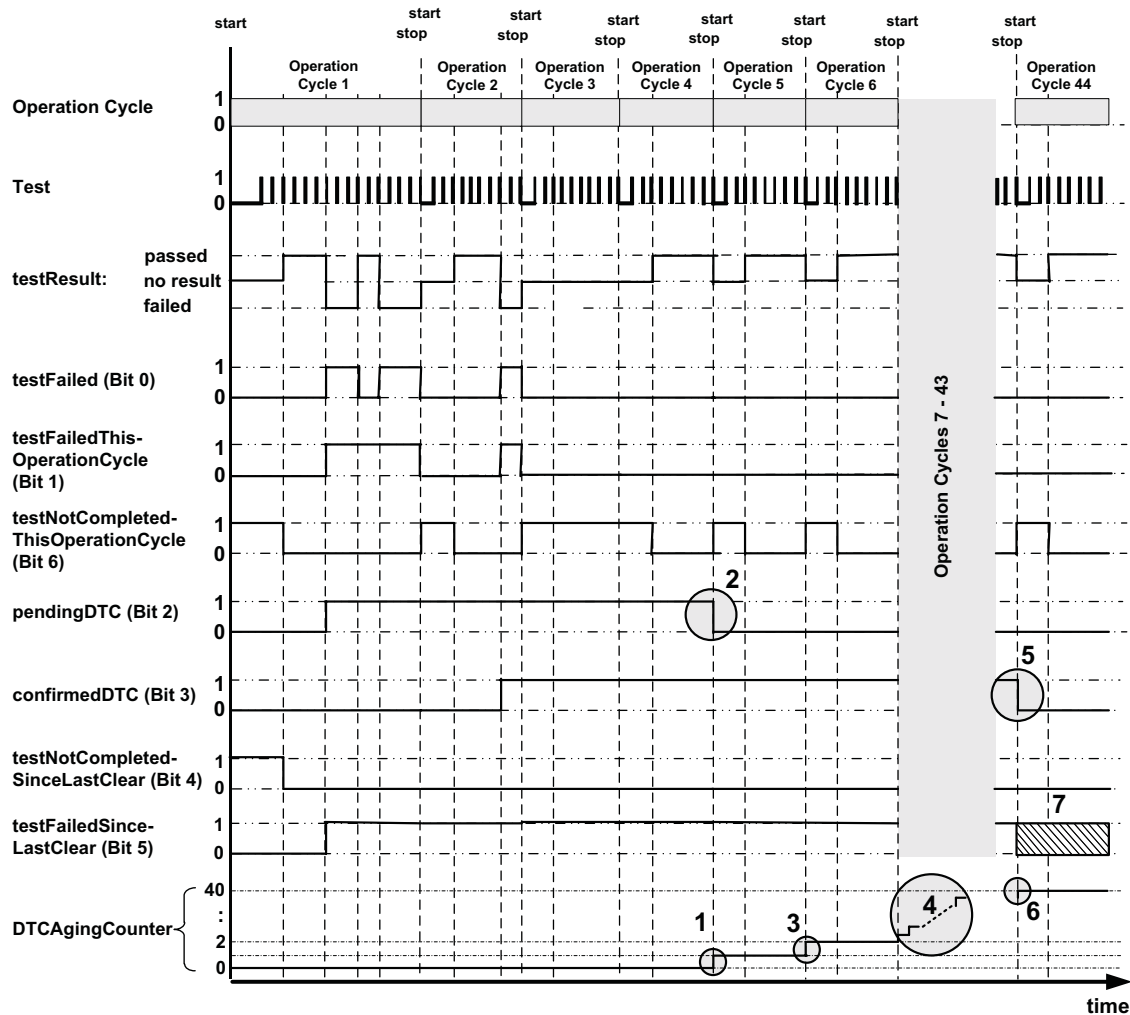 start
start
stop
start
stop
start
stop
start
stop
start
stop
start
stop
start
stop
Operation
Cycle 1
Operation
Cycle 2
Operation
Cycle 3
Operation
Cycle 4
Operation
Cycle 5
Operation
Cycle 6
Operation
Cycle 44
Operation Cycle
1
0
Test
1
0
testResult:
passed
no result
failed
testFailed (Bit 0)
1
0
testFailedThis-
OperationCycle
(Bit 1)
1
0
testNotCompleted-
ThisOperationCycle
(Bit 6)
1
0
Operation Cycles 7 - 43
pendingDTC (Bit 2)
1
0
2
confirmedDTC (Bit 3)
1
0
5
testNotCompleted-
SinceLastClear (Bit 4)
1
0
testFailedSince-
LastClear (Bit 5)
1
0
7
DTCAgingCounter
40
:
2
0
1
3
4
6
time